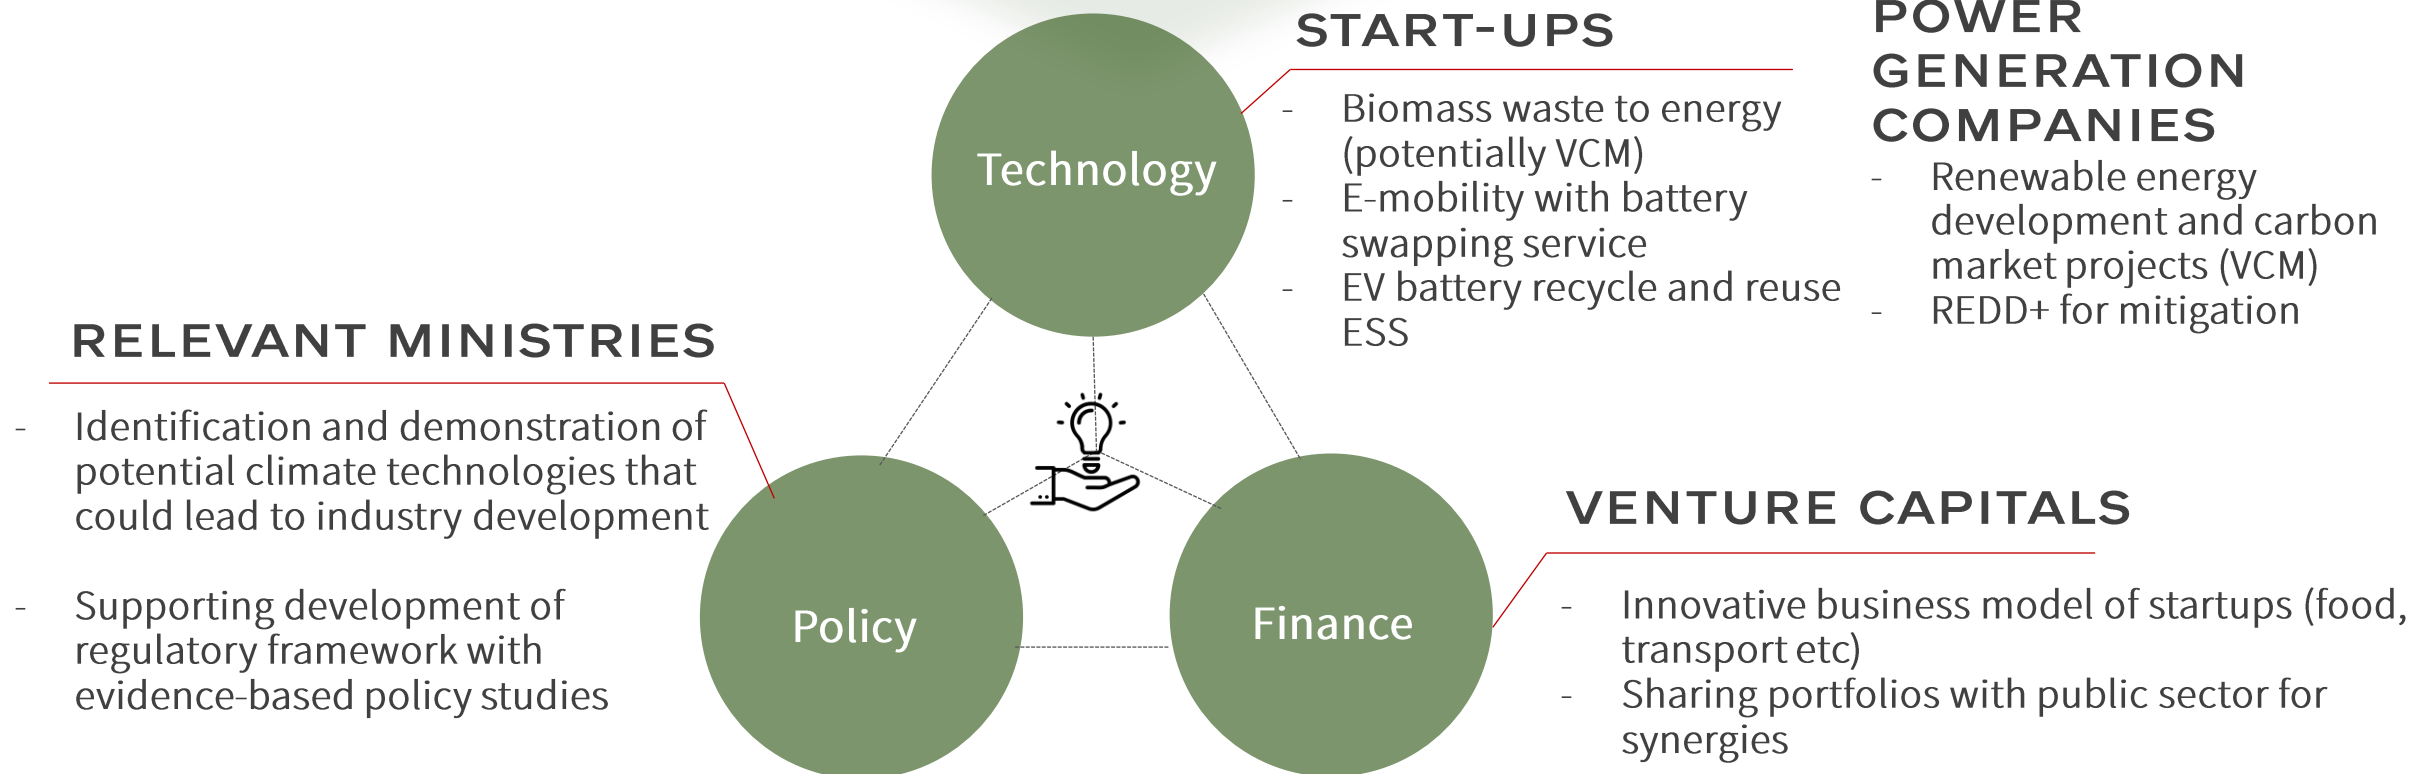 START-UPS
- Biomass waste to energy
(potentially VCM)
- E-mobility with battery
swapping service
- EV battery recycle and reuse
ESS
POWER
GENERATION
COMPANIES
- Renewable energy
development and carbon
market projects (VCM)
- REDD+ for mitigation
Technology
RELEVANT MINISTRIES
- Identification and demonstration of
potential climate technologies that
could lead to industry development
- Supporting development of
regulatory framework with
evidence-based policy studies
Policy
Finance
VENTURE CAPITALS
- Innovative business model of startups (food,
transport etc)
- Sharing portfolios with public sector for
synergies